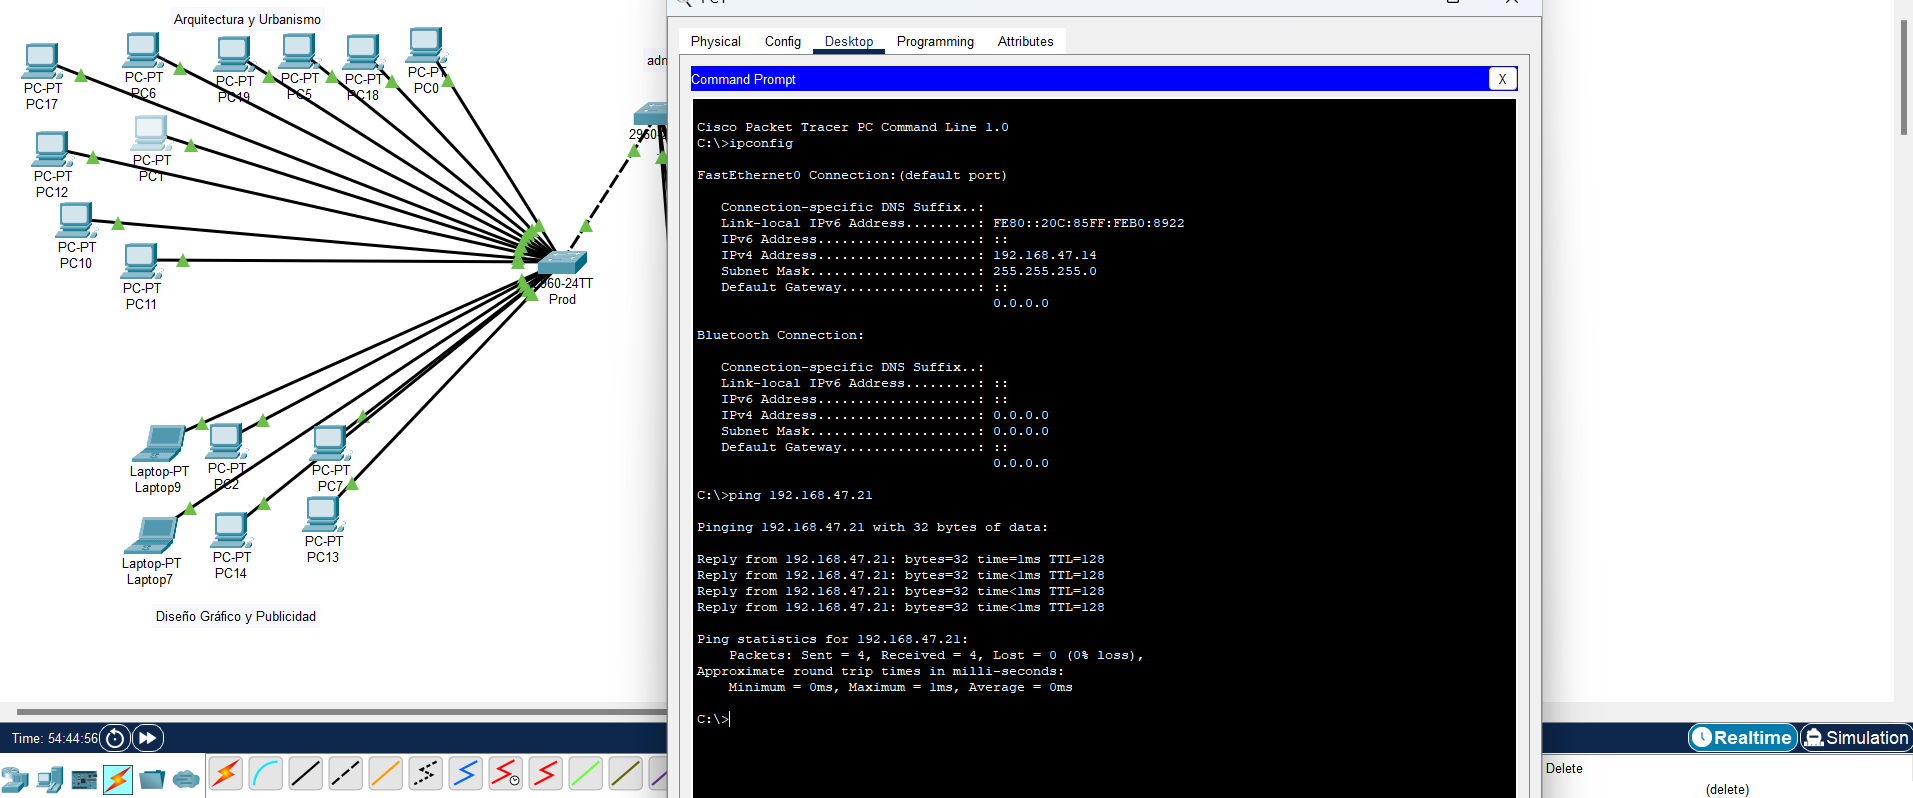 Arquitectura y Urbanismo
PC-PT
PC17
PC-PT
PC6
PC-PT
PC19
PC-PT
PC5
PC-PT
PC18
PC-PT
PC0
PC-PT
PC12
PC-PT
PC1
PC-PT
PC10
PC-PT
PC11
2960-24TT
Prod
Laptop-PT
Laptop9
PC-PT
PC2
PC-PT
PC7
Laptop-PT
Laptop7
PC-PT
PC14
PC-PT
PC13
Diseño Gráfico y Publicidad
Physical Config Desktop Programming Attributes
Command Prompt X
Cisco Packet Tracer PC Command Line 1.0
C:\>ipconfig
FastEthernet0 Connection:(default port)
Connection-specific DNS Suffix..:
Link-local IPv6 Address.........: FE80::20C:85FF:FEB0:8922
IPv6 Address....................: ::
IPv4 Address....................: 192.168.47.14
Subnet Mask.....................: 255.255.255.0
Default Gateway.................: ::
0.0.0.0
Bluetooth Connection:
Connection-specific DNS Suffix..:
Link-local IPv6 Address.........: ::
IPv6 Address....................: ::
IPv4 Address....................: 0.0.0.0
Subnet Mask.....................: 0.0.0.0
Default Gateway.................: ::
0.0.0.0
C:\>ping 192.168.47.21
Pinging 192.168.47.21 with 32 bytes of data:
Reply from 192.168.47.21: bytes=32 time=1ms TTL=128
Reply from 192.168.47.21: bytes=32 time<1ms TTL=128
Reply from 192.168.47.21: bytes=32 time<1ms TTL=128
Reply from 192.168.47.21: bytes=32 time<1ms TTL=128
Ping statistics for 192.168.47.21:
Packets: Sent = 4, Received = 4, Lost = 0 (0% loss),
Approximate round trip times in milli-seconds:
Minimum = 0ms, Maximum = 1ms, Average = 0ms
C:\>
Time: 54:44:56
Realtime Simulation
Delete
(delete)